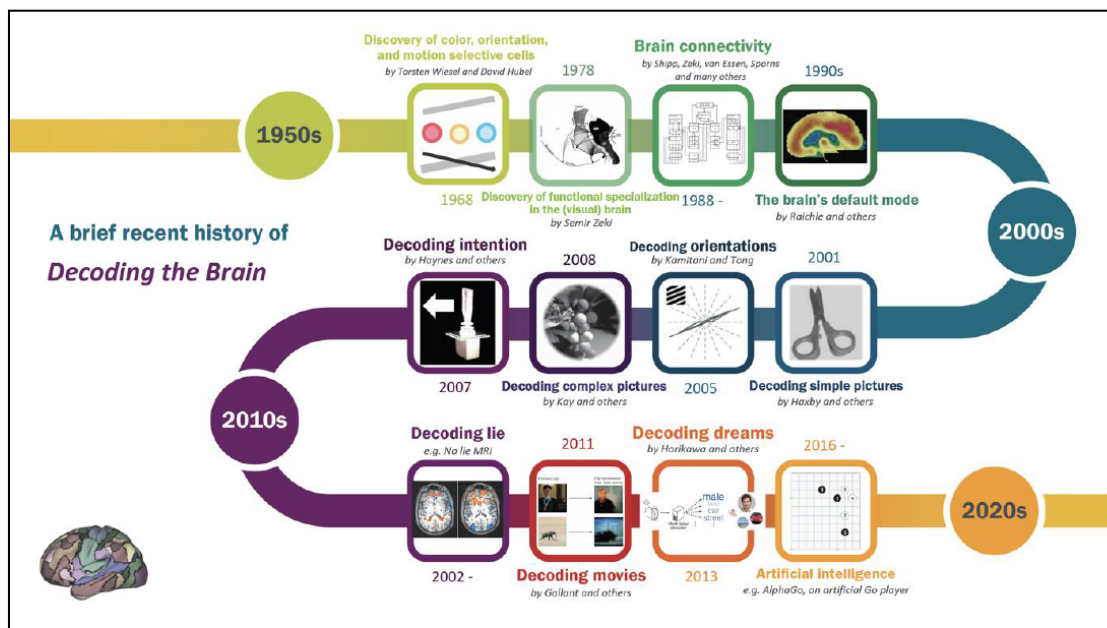 Discovery of color, orientation,
and motion selective cells
by Torsten Wiesel and David Hubel
1978
Brain connectivity
by Shipp, Zeki, van Essen, Sporns
and many others
1990s
1950s
1968
Discovery of functional specialization
in the (visual) brain
by Semir Zeki
1988 -
The brain's default mode
by Raichle and others
2000s
A brief recent history of
Decoding the Brain
Decoding intention
by Haynes and others
2008
Decoding orientations
by Kamitani and Tong
2001
2007
Decoding complex pictures
by Kay and others
2005
Decoding simple pictures
by Haxby and others
2010s
Decoding lie
e.g. No lie MRI
2011
Decoding dreams
by Horikawa and others
2016 -
male
car
street
2020s
2002 -
Decoding movies
by Gallant and others
2013
Artificial intelligence
e.g. AlphaGo, an artificial Go player